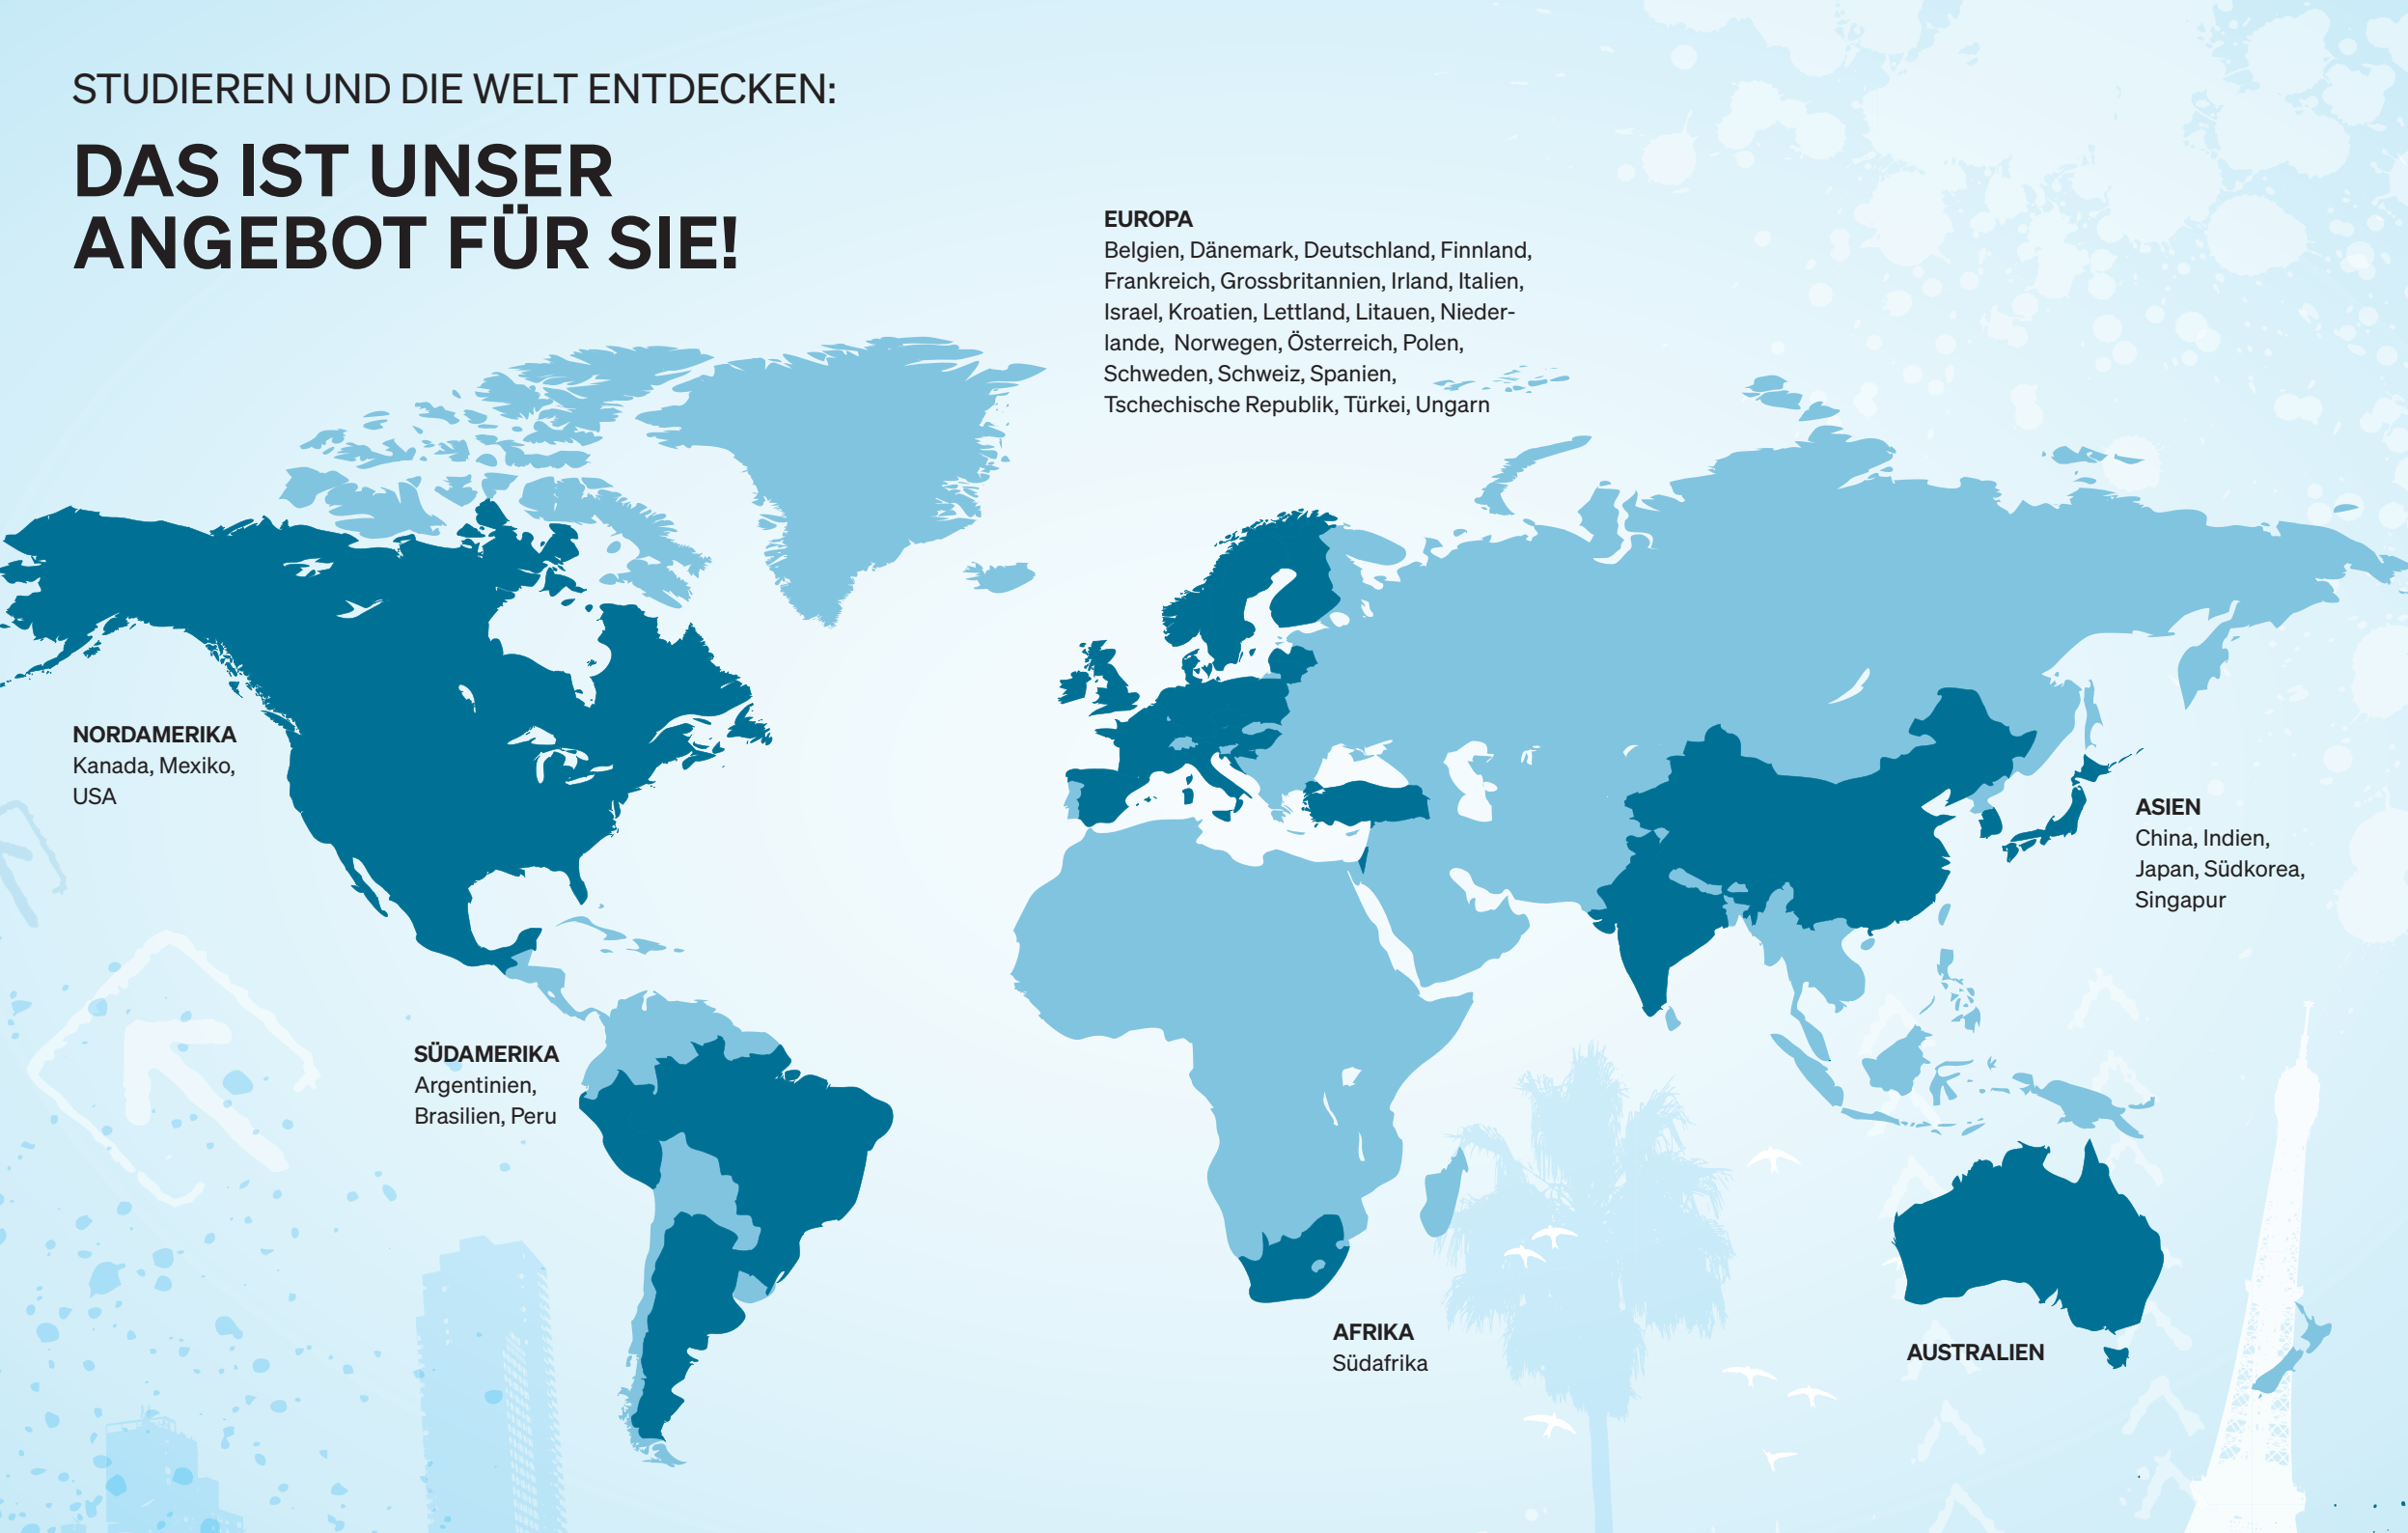 STUDIEREN UND DIE WELT ENTDECKEN:
DAS IST UNSER
ANGEBOT FÜR SIE!
EUROPA
Belgien, Dänemark, Deutschland, Finnland,
Frankreich, Grossbritannien, Irland, Italien,
Israel, Kroatien, Lettland, Litauen, Nieder-
lande, Norwegen, Österreich, Polen,
Schweden, Schweiz, Spanien,
Tschechische Republik, Türkei, Ungarn
NORDAMERIKA
Kanada, Mexiko,
USA
ASIEN
China, Indien,
Japan, Südkorea,
Singapur
SÜDAMERIKA
Argentinien,
Brasilien, Peru
AFRIKA
Südafrika
AUSTRALIEN